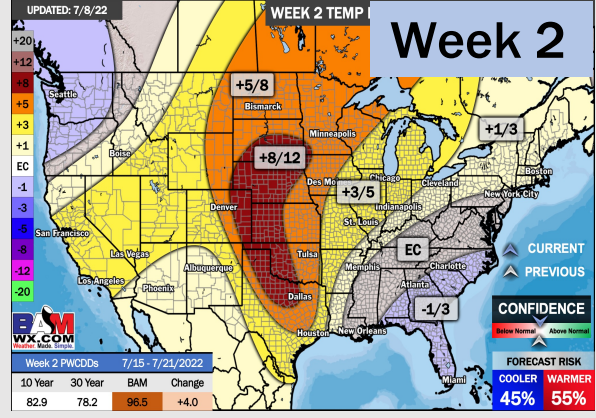 UPDATED: 7/8/22
WEEK 2 TEMP
Week 2
+20
+12
+8
+5
+3
+1
EC
-1
-3
-5
-8
-12
-20
Seattle
+5/8
Bismarck
Minneapolis
+1/3
Boise
+8/12
Boston
Des Mo
Chicago
Cleveland
+3/5
New York City
Denver
Indianapolis
San Francisco
St. Louis
Las Vegas
EC
CURRENT
Tulsa
Los Angeles
Albuquerque
Memphis
Charlotte
PREVIOUS
Phoenix
Atlanta
Dallas
-1/3
CONFIDENCE
Houston
New Orleans
Below Normal
Above Normal
BAM
WX.COM
Weather. Made. Simple.
Miami
Week 2 PWCDDs 7/15 - 7/21/2022
10 Year 30 Year BAM Change
82.9 78.2 96.5 +4.0
FORECAST RISK
COOLER WARMER
45% 55%